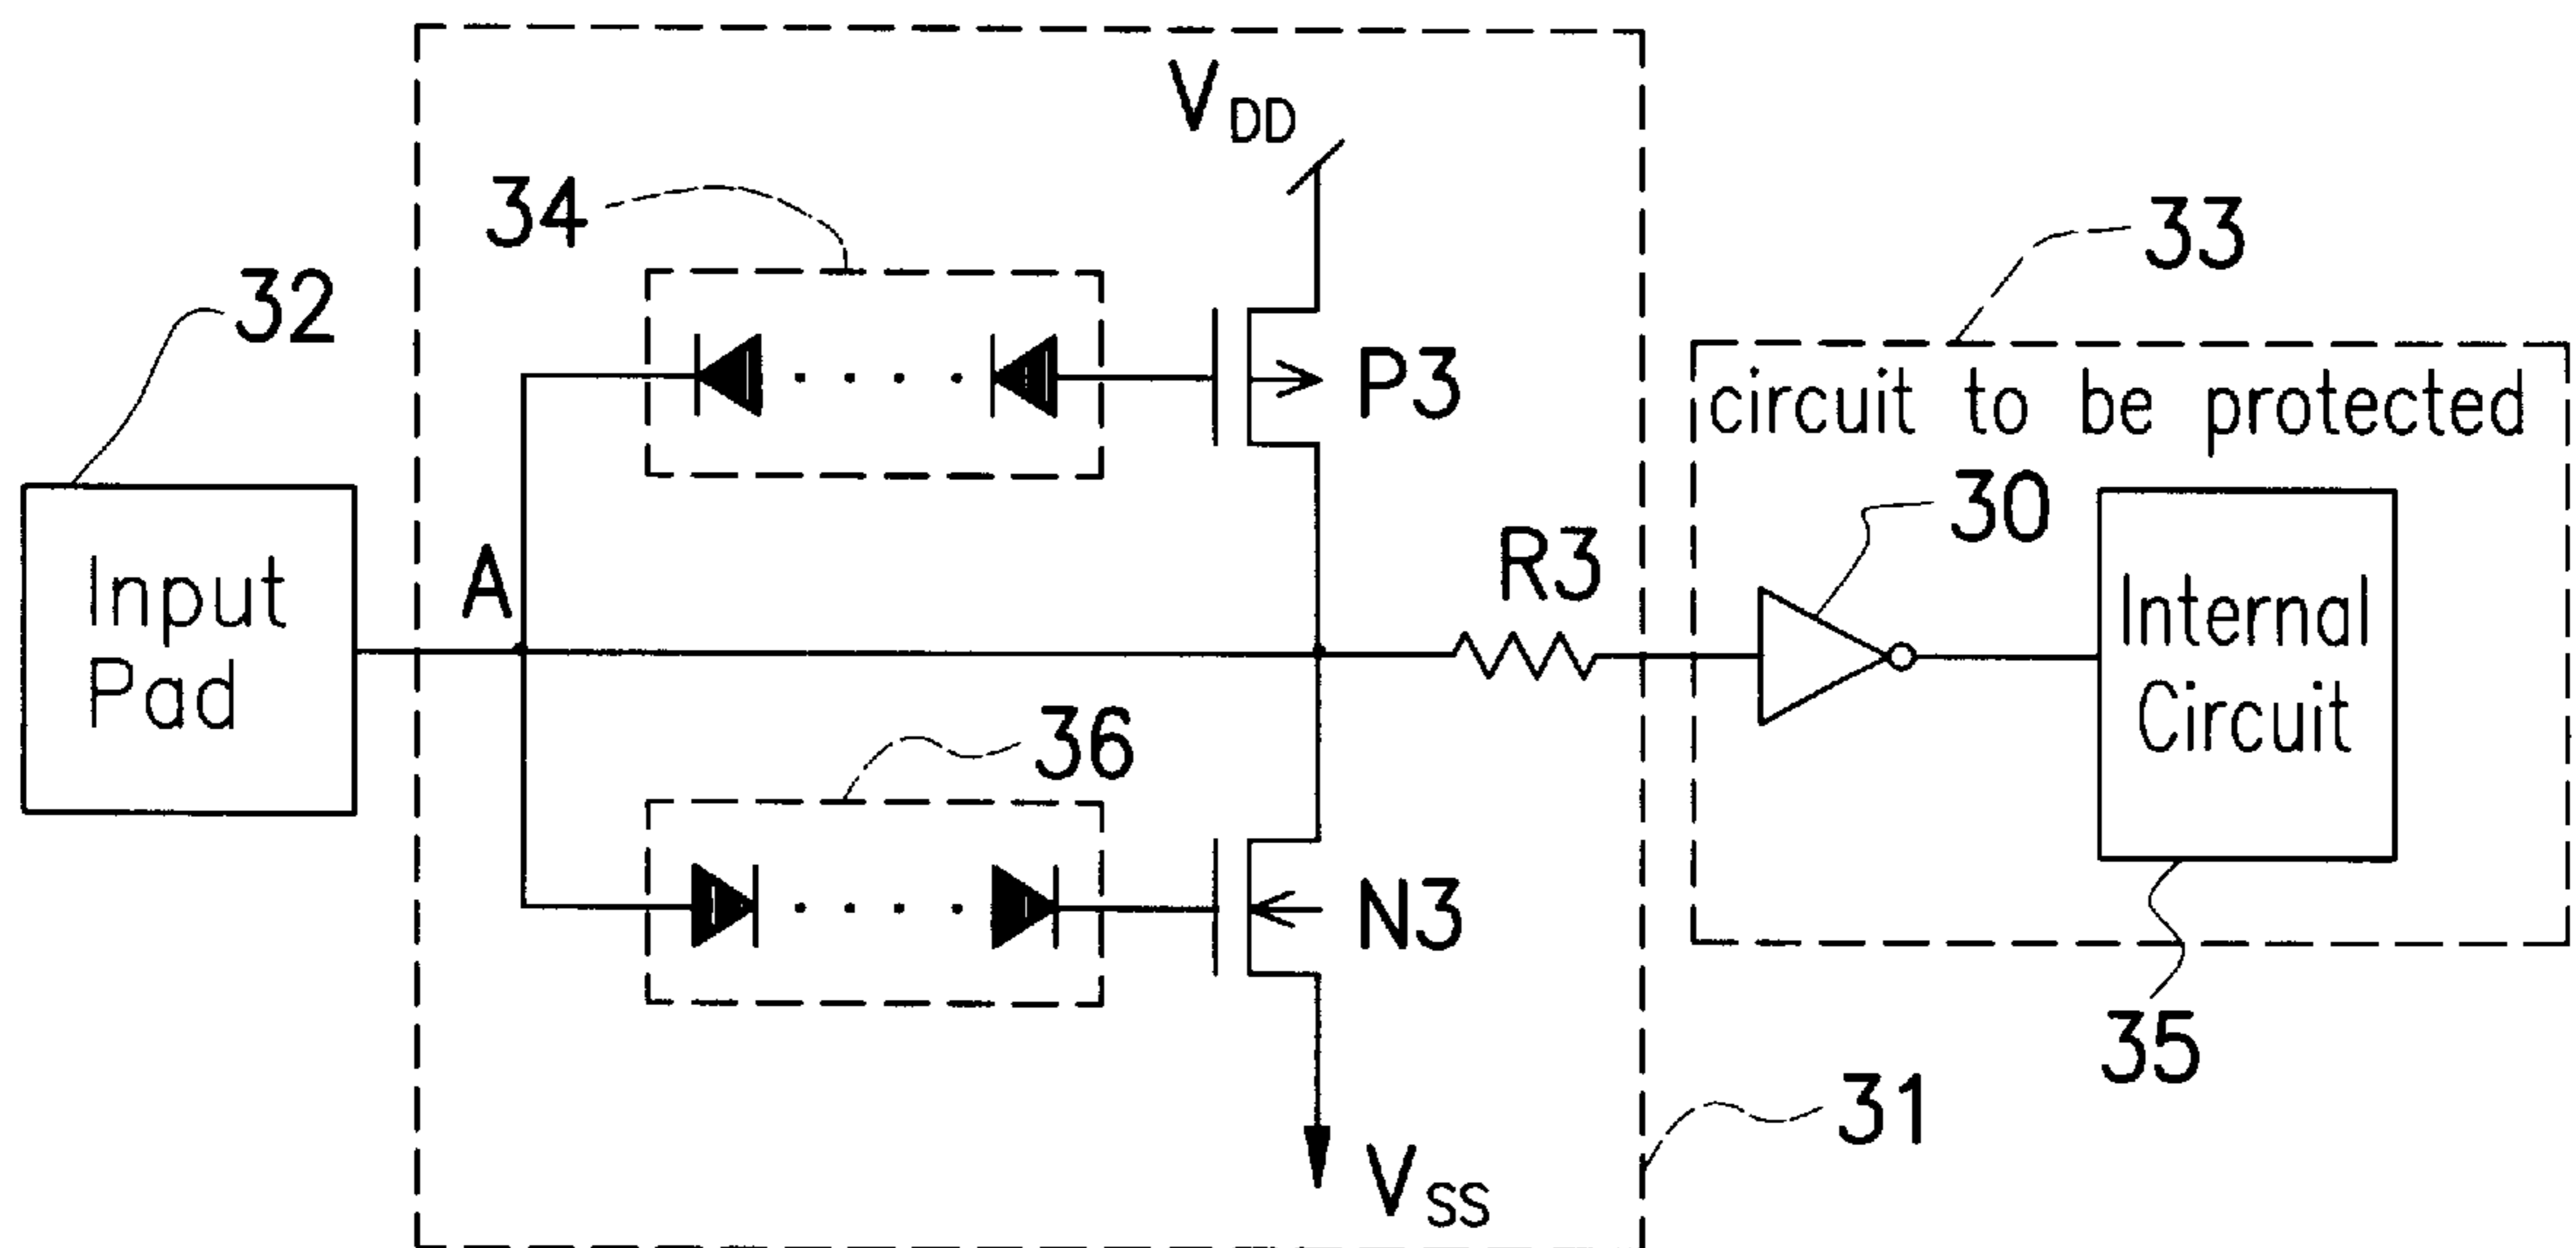 V_DD
34
33
32
P3
circuit to be protected
30
R3
A
Input
Pad
Internal
Circuit
36
N3
35
31
V_SS